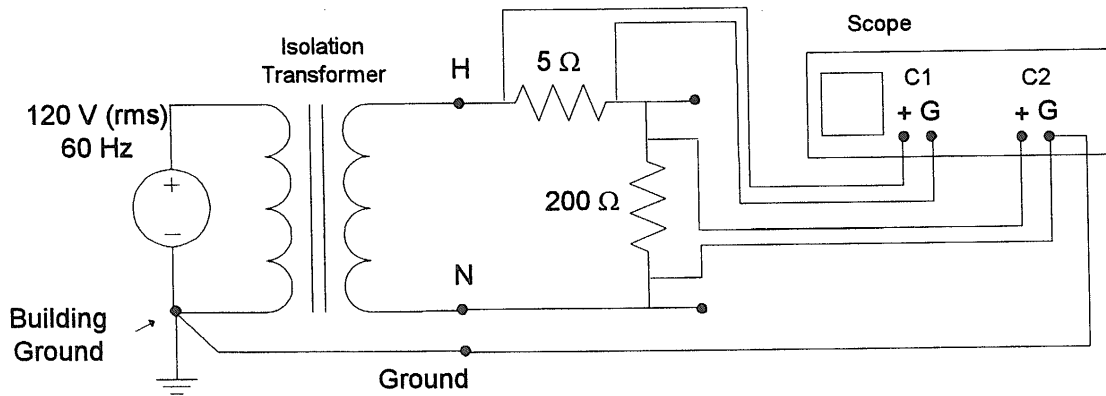 Scope
Isolation
Transformer
H
5 Ω
C1
C2
+ G
+ G
120 V (rms)
60 Hz
+
−
200 Ω
N
Building
Ground
Ground